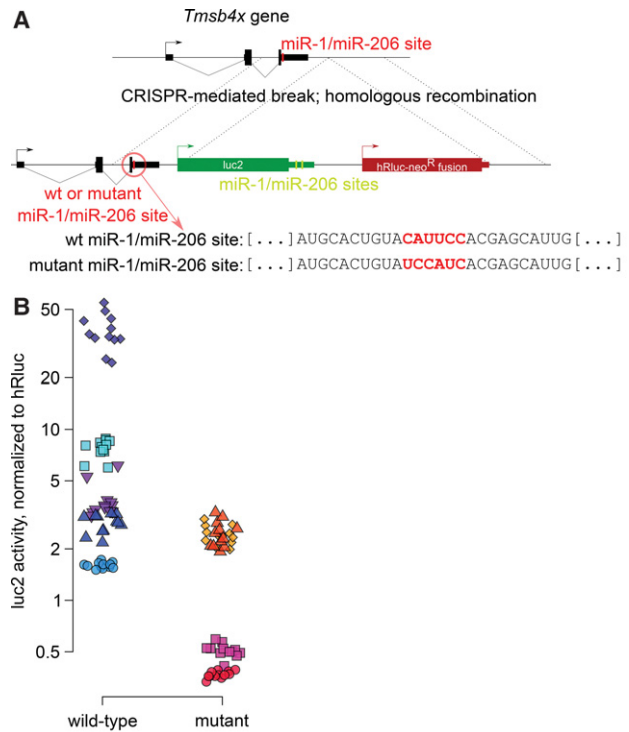 A
Tmsb4x gene
miR-1/miR-206 site
CRISPR-mediated break; homologous recombination
luc2
hRluc-neoR fusion
miR-1/miR-206 sites
wt or mutant
miR-1/miR-206 site
wt miR-1/miR-206 site: [...]AUGCACUGUACAUUCCACGAGCAUUG[...]
mutant miR-1/miR-206 site: [...]AUGCACUGUAUCCAUCACGAGCAUUG[...]
B
luc2 activity, normalized to hRluc
50
20
10
5
2
1
0.5
wild-type
mutant